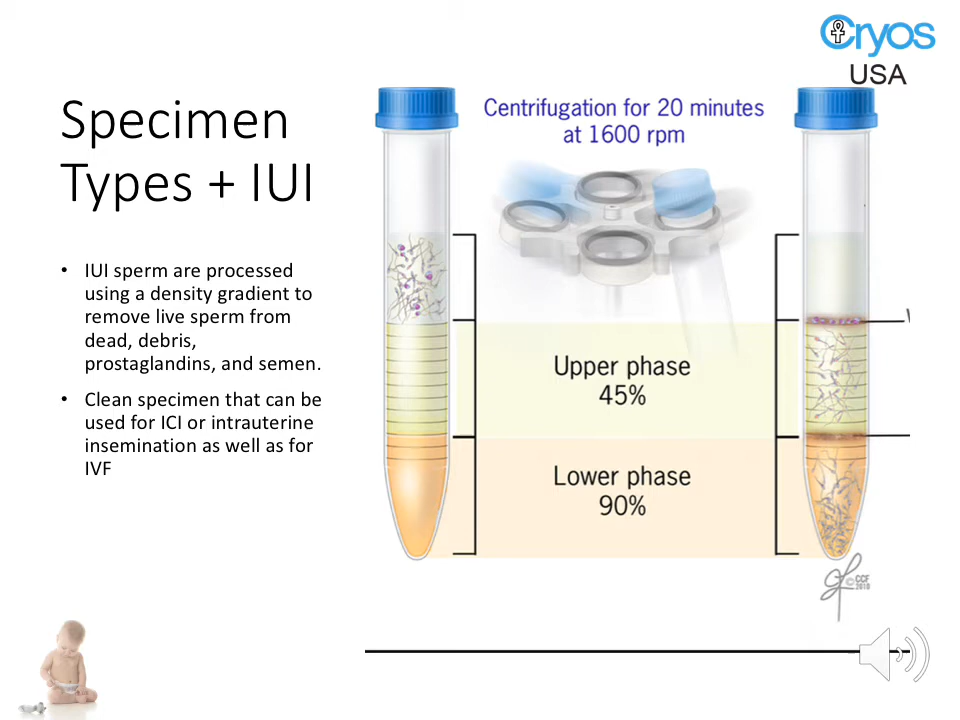 Cryos
USA
Specimen
Types + IUI
• IUI sperm are processed
using a density gradient to
remove live sperm from
dead, debris,
prostaglandins, and semen.
• Clean specimen that can be
used for ICI or intrauterine
insemination as well as for
IVF
Centrifugation for 20 minutes
at 1600 rpm
Upper phase
45%
Lower phase
90%
©CCF
2010